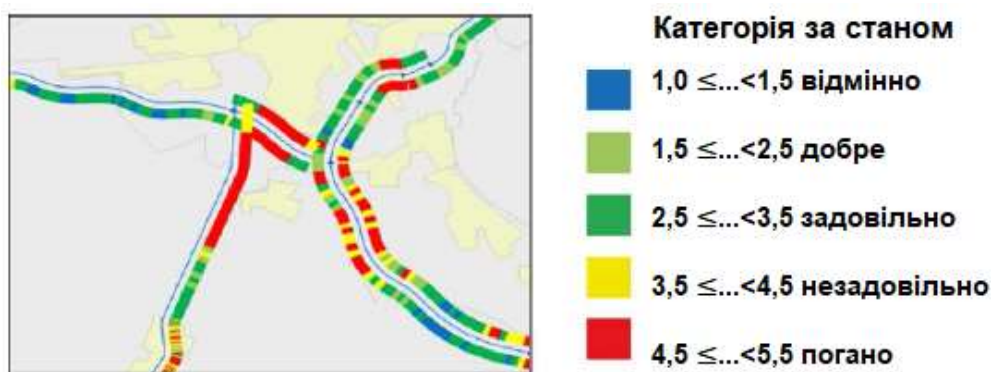 Категорія за станом
1,0 ≤...<1,5 відмінно
1,5 ≤...<2,5 добре
2,5 ≤...<3,5 задовільно
3,5 ≤...<4,5 незадовільно
4,5 ≤...<5,5 погано